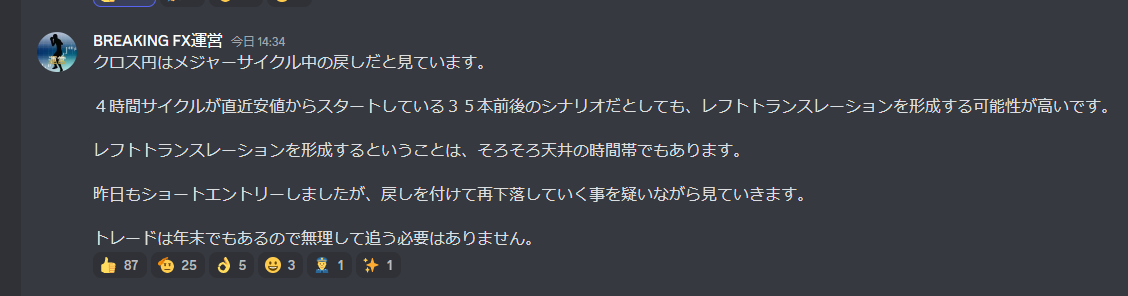 BREAKING FX運営 今日 14:34
運営
クロス円はメジャーサイクル中の戻しだと見ています。
４時間サイクルが直近安値からスタートしている３５本前後のシナリオだとしても、レフトトランスレーションを形成する可能性が高いです。
レフトトランスレーションを形成するということは、そろそろ天井の時間帯でもあります。
昨日もショートエントリーしましたが、戻しを付けて再下落していく事を疑いながら見ていきます。
トレードは年末でもあるので無理して追う必要はありません。
87 25 5 3 1 1